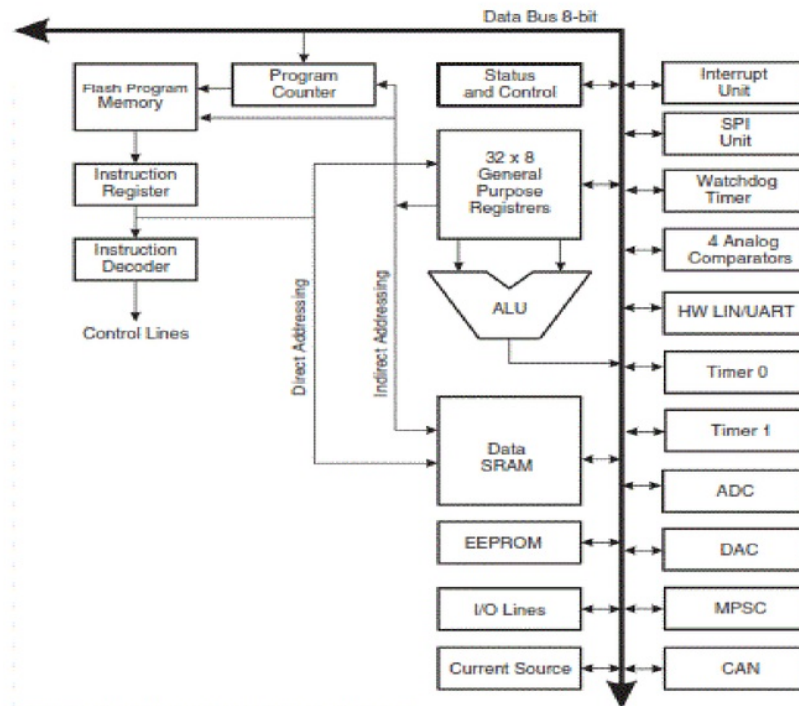 Data Bus 8-bit
Flash Program
Memory
Program
Counter
Instruction
Register
Instruction
Decoder
Control Lines
Direct Addressing
Indirect Addressing
Status
and Control
32 x 8
General
Purpose
Registrers
ALU
Data
SRAM
EEPROM
I/O Lines
Current Source
Interrupt
Unit
SPI
Unit
Watchdog
Timer
4 Analog
Comparators
HW LIN/UART
Timer 0
Timer 1
ADC
DAC
MPSC
CAN